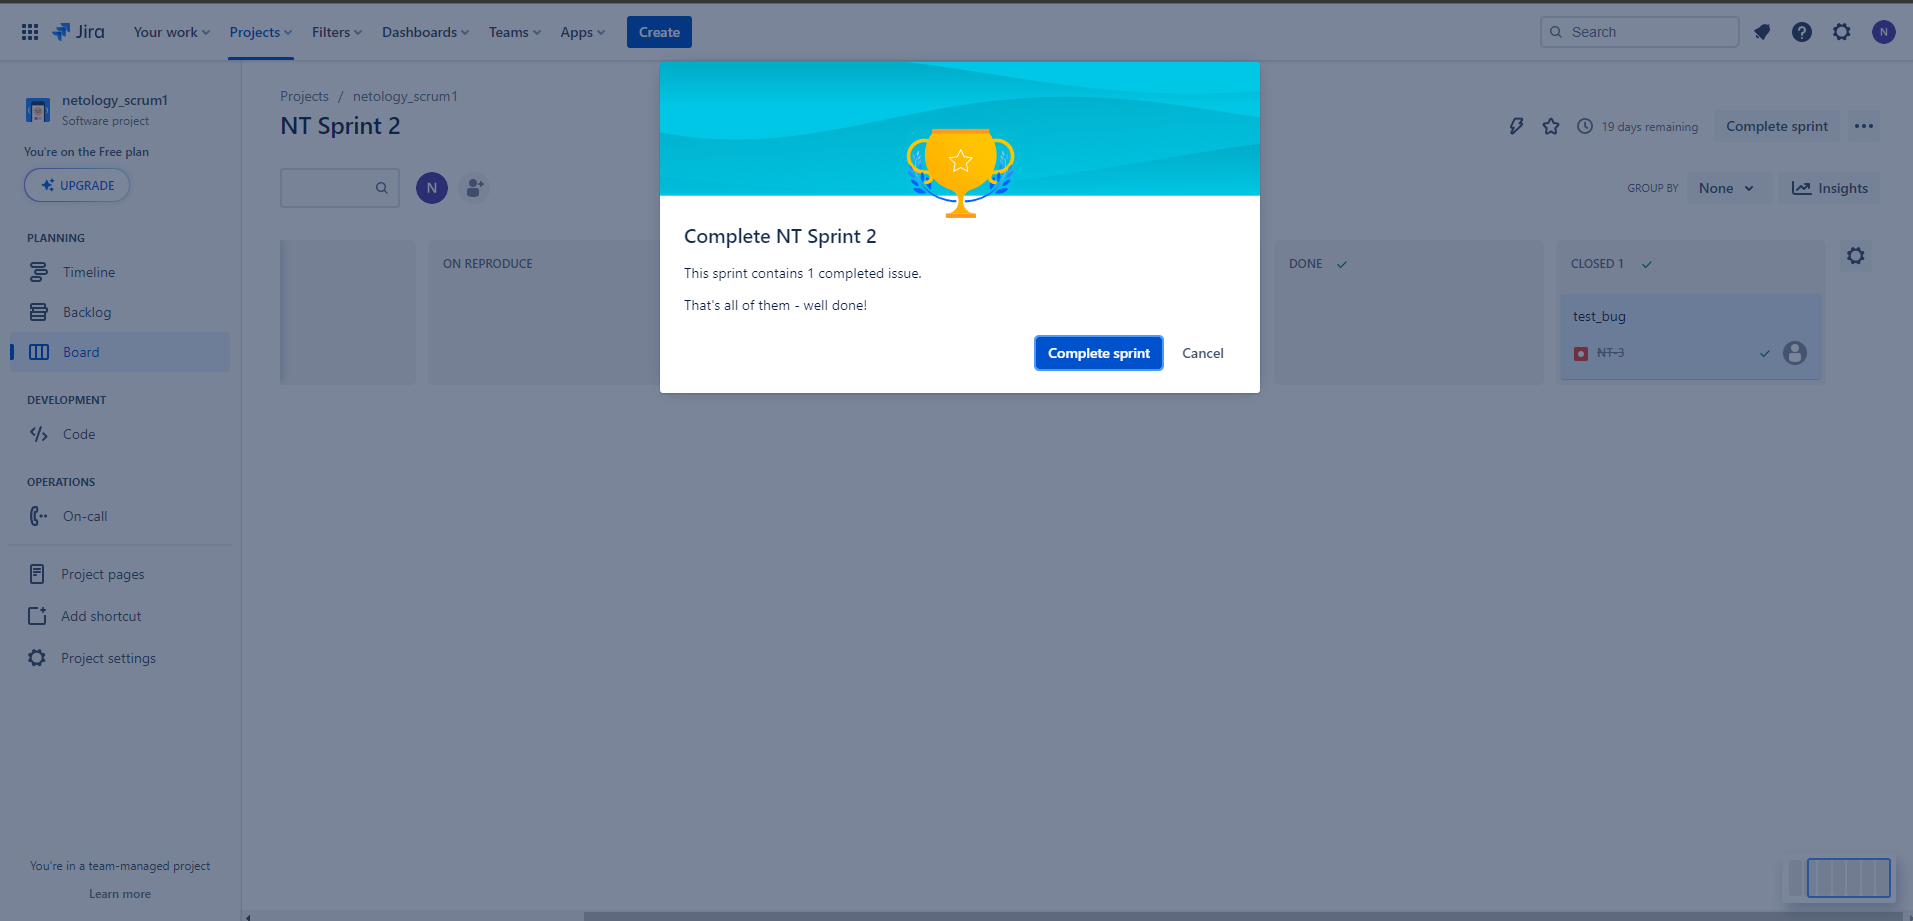 Jira
Your work
Projects
Filters
Dashboards
Teams
Apps
Create
Search
N
netology_scrum1
Software project
You're on the Free plan
UPGRADE
PLANNING
Timeline
Backlog
Board
DEVELOPMENT
Code
OPERATIONS
On-call
Project pages
Add shortcut
Project settings
You're in a team-managed project
Learn more
Projects / netology_scrum1
NT Sprint 2
19 days remaining
Complete sprint
N
GROUP BY
None
Insights
ON REPRODUCE
DONE
CLOSED 1
test_bug
NT-3
Complete NT Sprint 2
This sprint contains 1 completed issue.
That's all of them - well done!
Complete sprint
Cancel